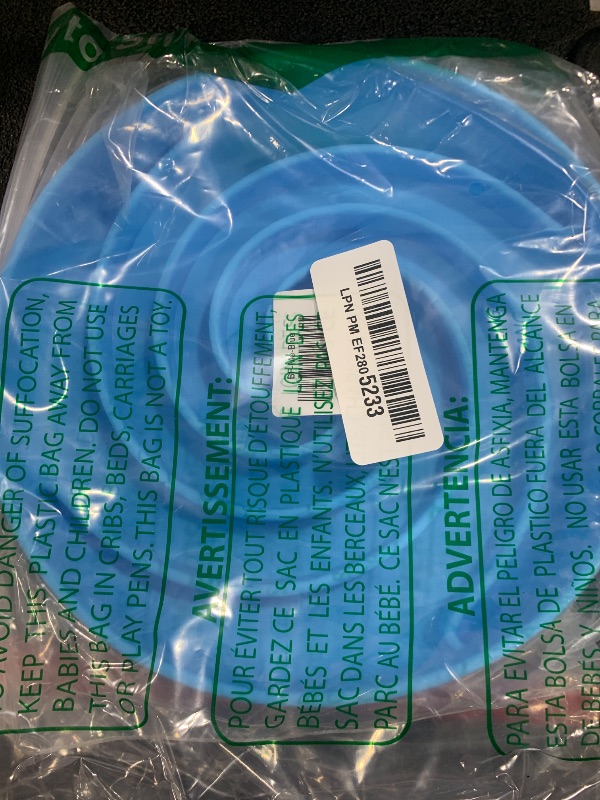 LPN PM EF280 5233
O AVOID DANGER OF SUFFOCATION,
KEEP THIS PLASTIC BAG AWAY FROM
BABIES AND CHILDREN. DO NOT USE
THIS BAG IN CRIBS, BEDS, CARRIAGES
OR PLAY PENS. THIS BAG IS NOT A TOY.
AVERTISSEMENT:
POUR ÉVITER TOUT RISQUE D'ÉTOUFFEMENT,
GARDEZ CE SAC EN PLASTIQUE LOIN DES
BÉBÉS ET LES ENFANTS. N'UTILISEZ PAS
SAC DANS LES BERCEAUX,
PARC AU BÉBÉ. CE SAC N'ES
ADVERTENCIA:
PARA EVITAR EL PELIGRO DE ASFIXIA, MANTENGA
ESTA BOLSA DE PLASTICO FUERA DEL ALCANCE
DE BEBÉS Y NIÑOS. NO USAR ESTA BOLSA EN